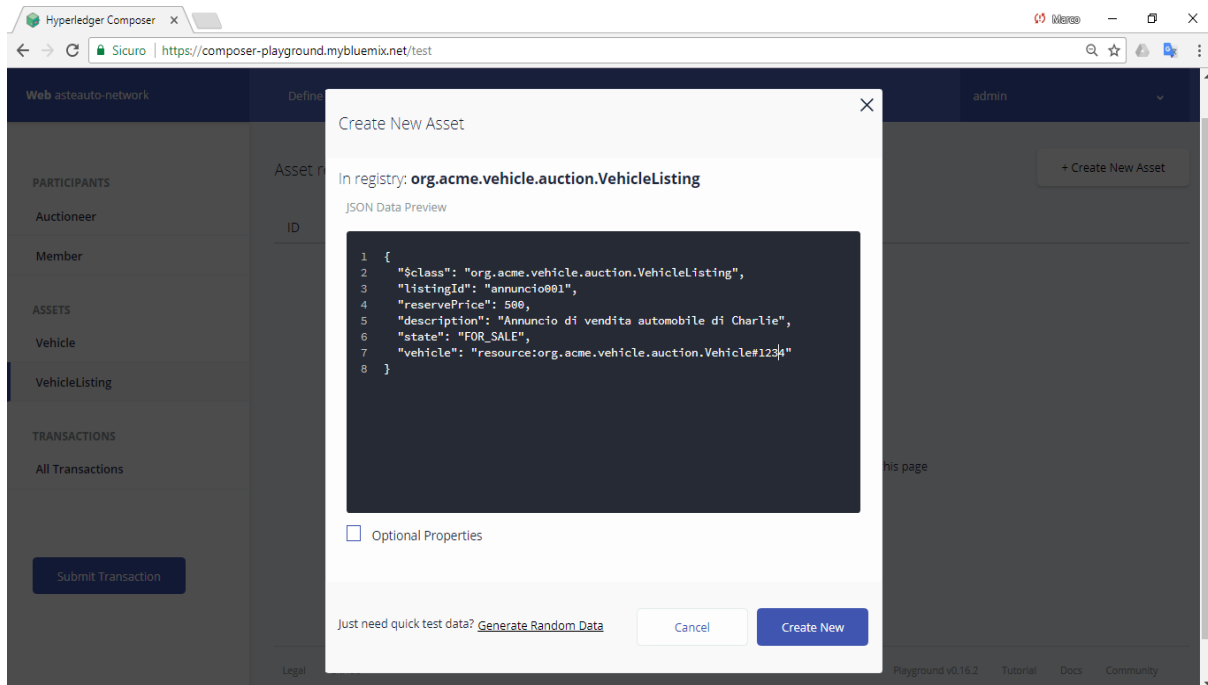 Hyperledger Composer
Marco
Sicuro https://composer-playground.mybluemix.net/test
Web asteauto-network
Define
admin
PARTICIPANTS
Auctioneer
Member
ASSETS
Vehicle
VehicleListing
TRANSACTIONS
All Transactions
Submit Transaction
Asset r
+ Create New Asset
ID
his page
Create New Asset
In registry: org.acme.vehicle.auction.VehicleListing
JSON Data Preview
1 {
2 "$class": "org.acme.vehicle.auction.VehicleListing",
3 "listingId": "annuncio001",
4 "reservePrice": 500,
5 "description": "Annuncio di vendita automobile di Charlie",
6 "state": "FOR_SALE",
7 "vehicle": "resource:org.acme.vehicle.auction.Vehicle#1234"
8 }
Optional Properties
Just need quick test data? Generate Random Data
Cancel
Create New
Legal
Playground v0.16.2 Tutorial Docs Community